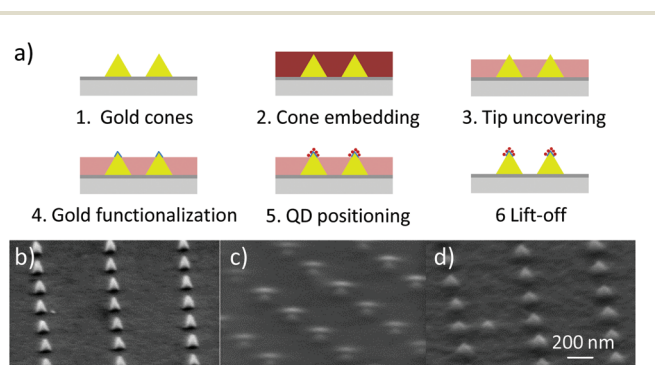 a)
1. Gold cones
2. Cone embedding
3. Tip uncovering
4. Gold functionalization
5. QD positioning
6 Lift-off
b)
c)
d)
200 nm